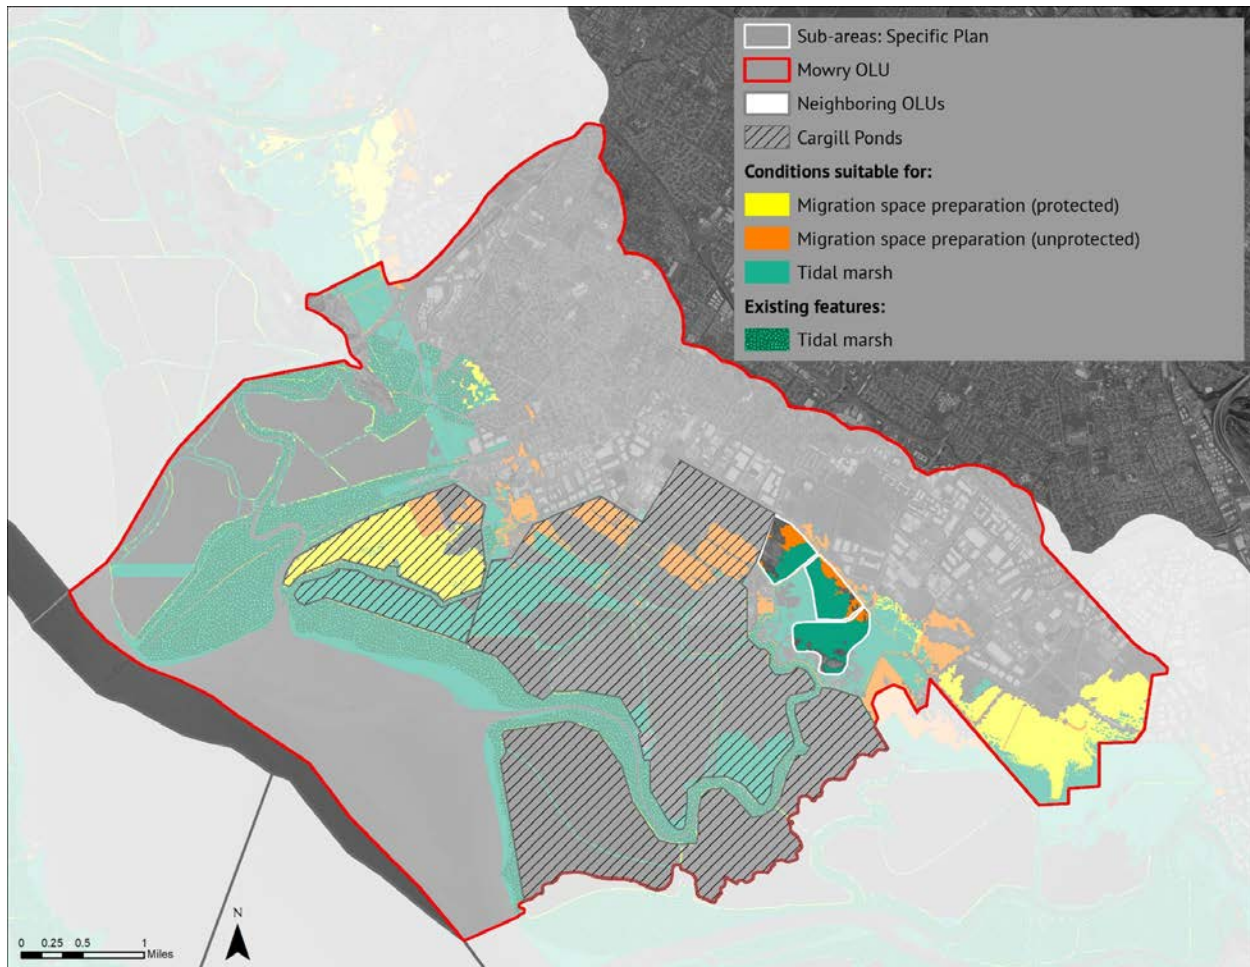 Sub-areas: Specific Plan
Mowry OLU
Neighboring OLUs
Cargill Ponds
Conditions suitable for:
Migration space preparation (protected)
Migration space preparation (unprotected)
Tidal marsh
Existing features:
Tidal marsh
N
0 0.25 0.5 1
Miles